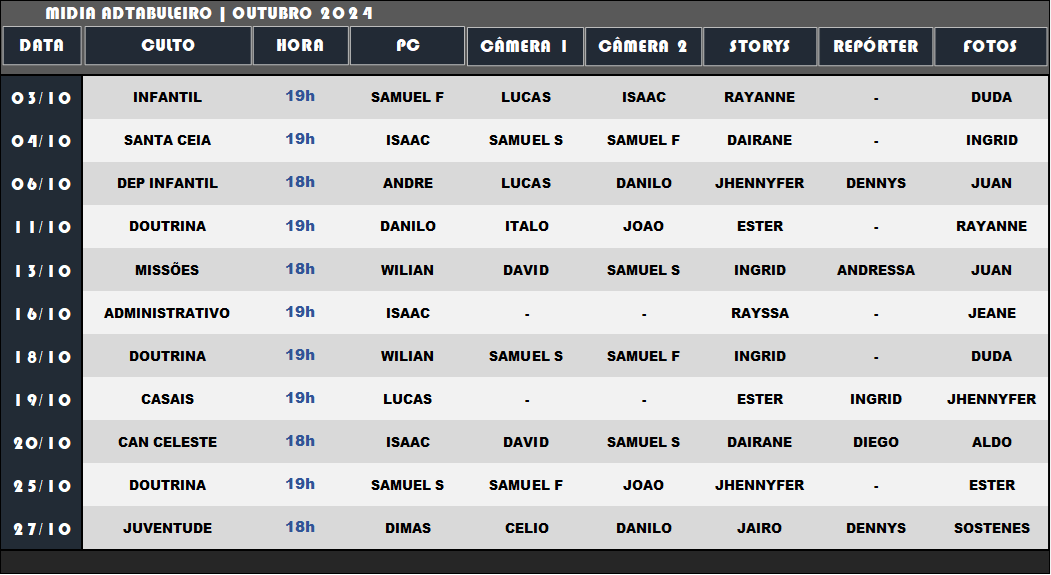 MIDIA ADTABULEIRO | OUTUBRO 2024
DATA CULTO HORA PC CÂMERA 1 CÂMERA 2 STORYS REPÓRTER FOTOS
03/10 INFANTIL 19h SAMUEL F LUCAS ISAAC RAYANNE - DUDA
04/10 SANTA CEIA 19h ISAAC SAMUEL S SAMUEL F DAIRANE - INGRID
06/10 DEP INFANTIL 18h ANDRE LUCAS DANILO JHENNYFER DENNYS JUAN
11/10 DOUTRINA 19h DANILO ITALO JOAO ESTER - RAYANNE
13/10 MISSÕES 18h WILIAN DAVID SAMUEL S INGRID ANDRESSA JUAN
16/10 ADMINISTRATIVO 19h ISAAC - - RAYSSA - JEANE
18/10 DOUTRINA 19h WILIAN SAMUEL S SAMUEL F INGRID - DUDA
19/10 CASAIS 19h LUCAS - - ESTER INGRID JHENNYFER
20/10 CAN CELESTE 18h ISAAC DAVID SAMUEL S DAIRANE DIEGO ALDO
25/10 DOUTRINA 19h SAMUEL S SAMUEL F JOAO JHENNYFER - ESTER
27/10 JUVENTUDE 18h DIMAS CELIO DANILO JAIRO DENNYS SOSTENES